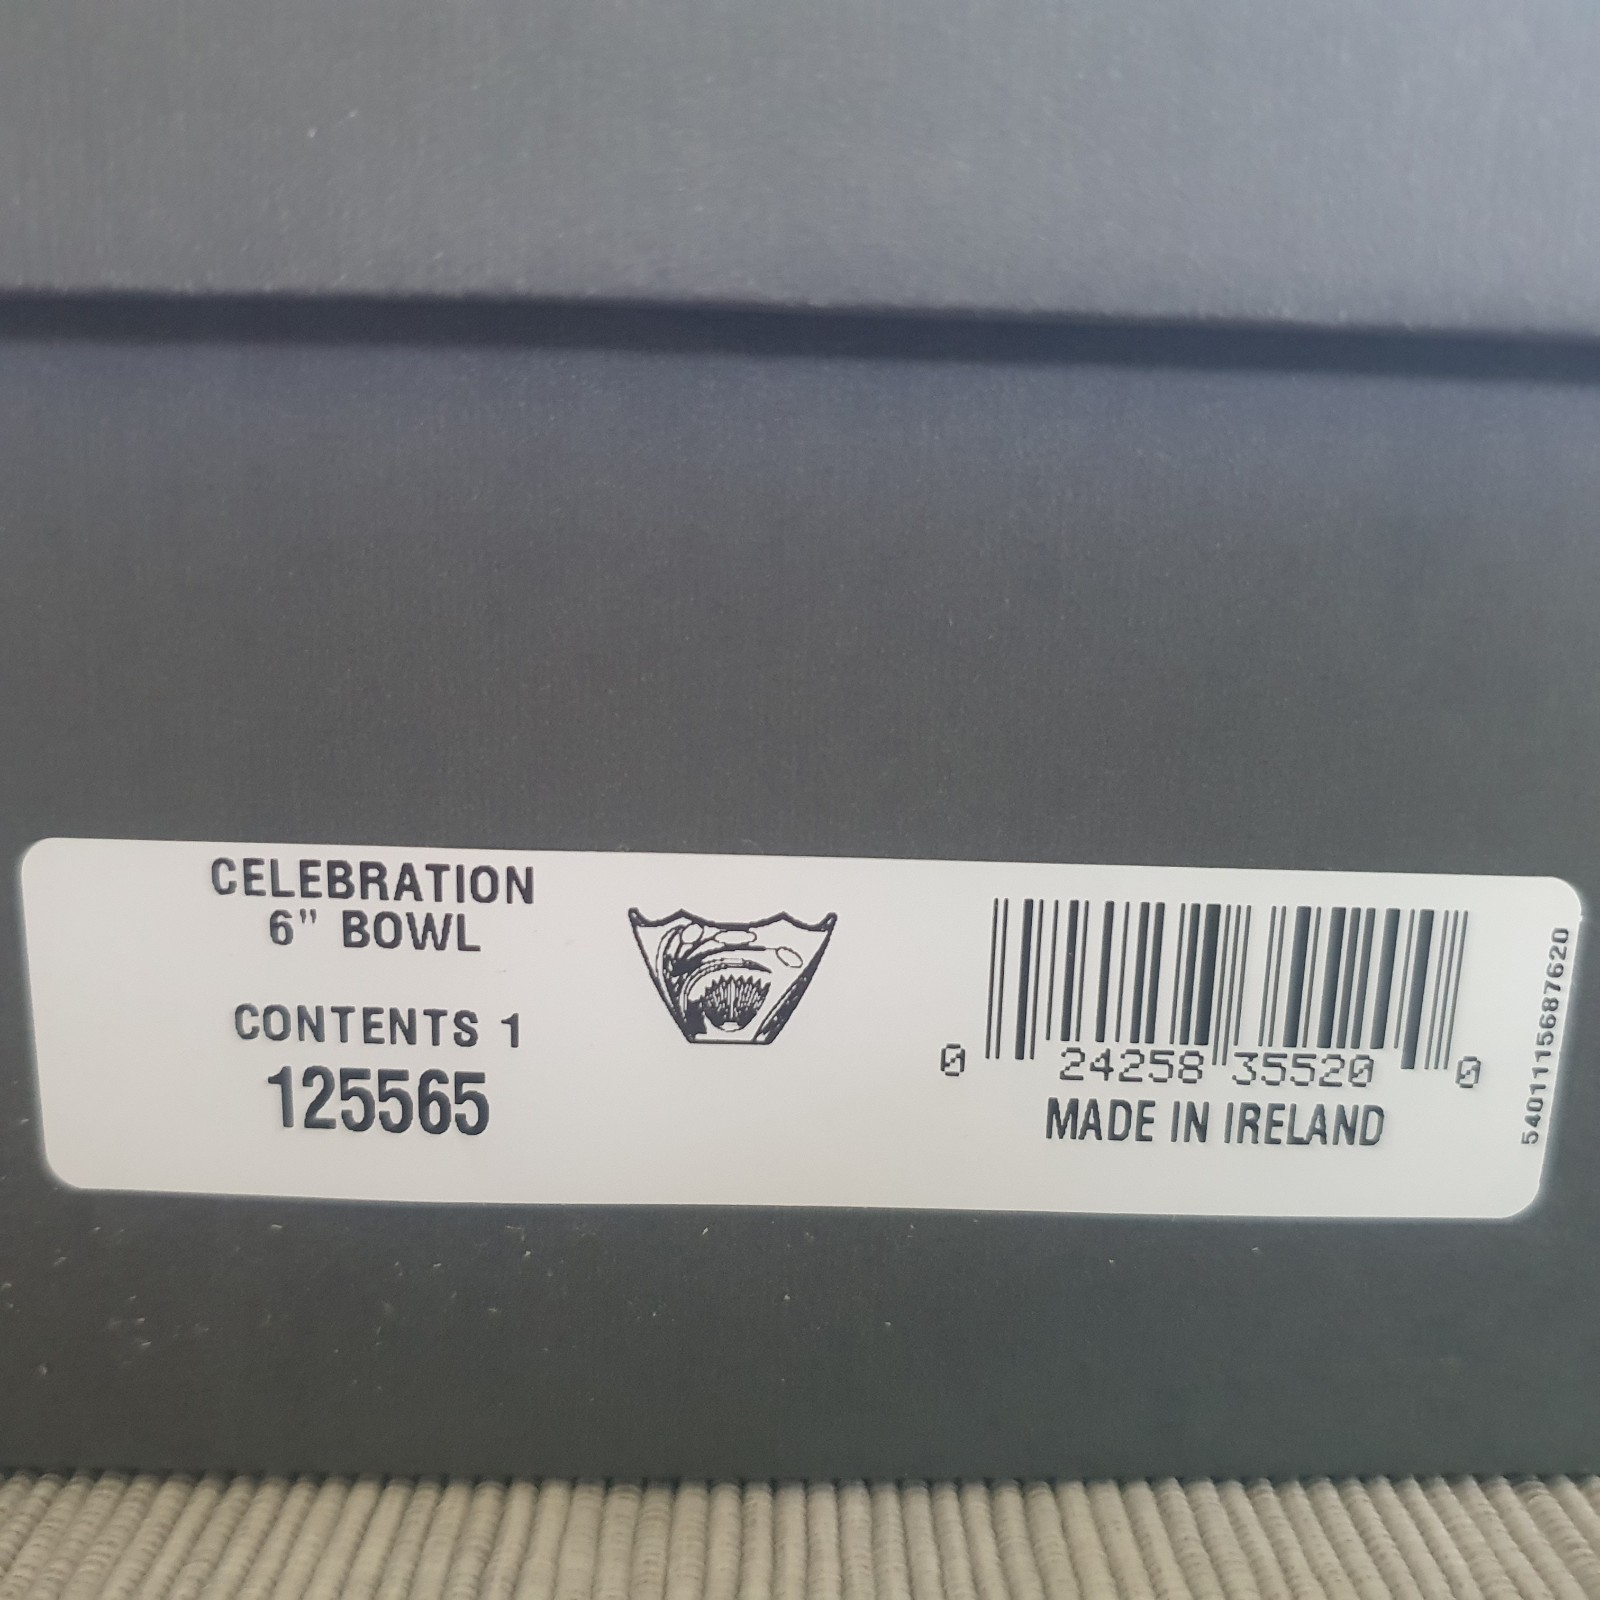 CELEBRATION
6" BOWL
CONTENTS 1
125565
0 24258 35520 0
MADE IN IRELAND
5401115687620